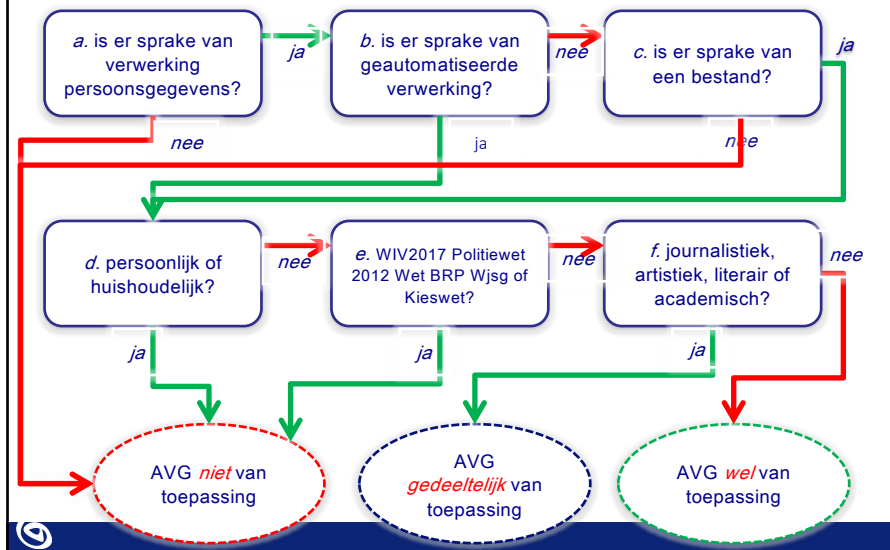 a. is er sprake van
verwerking
persoonsgegevens?
ja
b. is er sprake van
geautomatiseerde
verwerking?
nee
c. is er sprake van
een bestand?
ja
nee
ja
nee
d. persoonlijk of
huishoudelijk?
nee
e. WIV2017 Politiewet
2012 Wet BRP Wjsg of
Kieswet?
nee
f. journalistiek,
artistiek, literair of
academisch?
nee
ja
ja
ja
AVG niet van
toepassing
AVG
gedeeltelijk van
toepassing
AVG wel van
toepassing